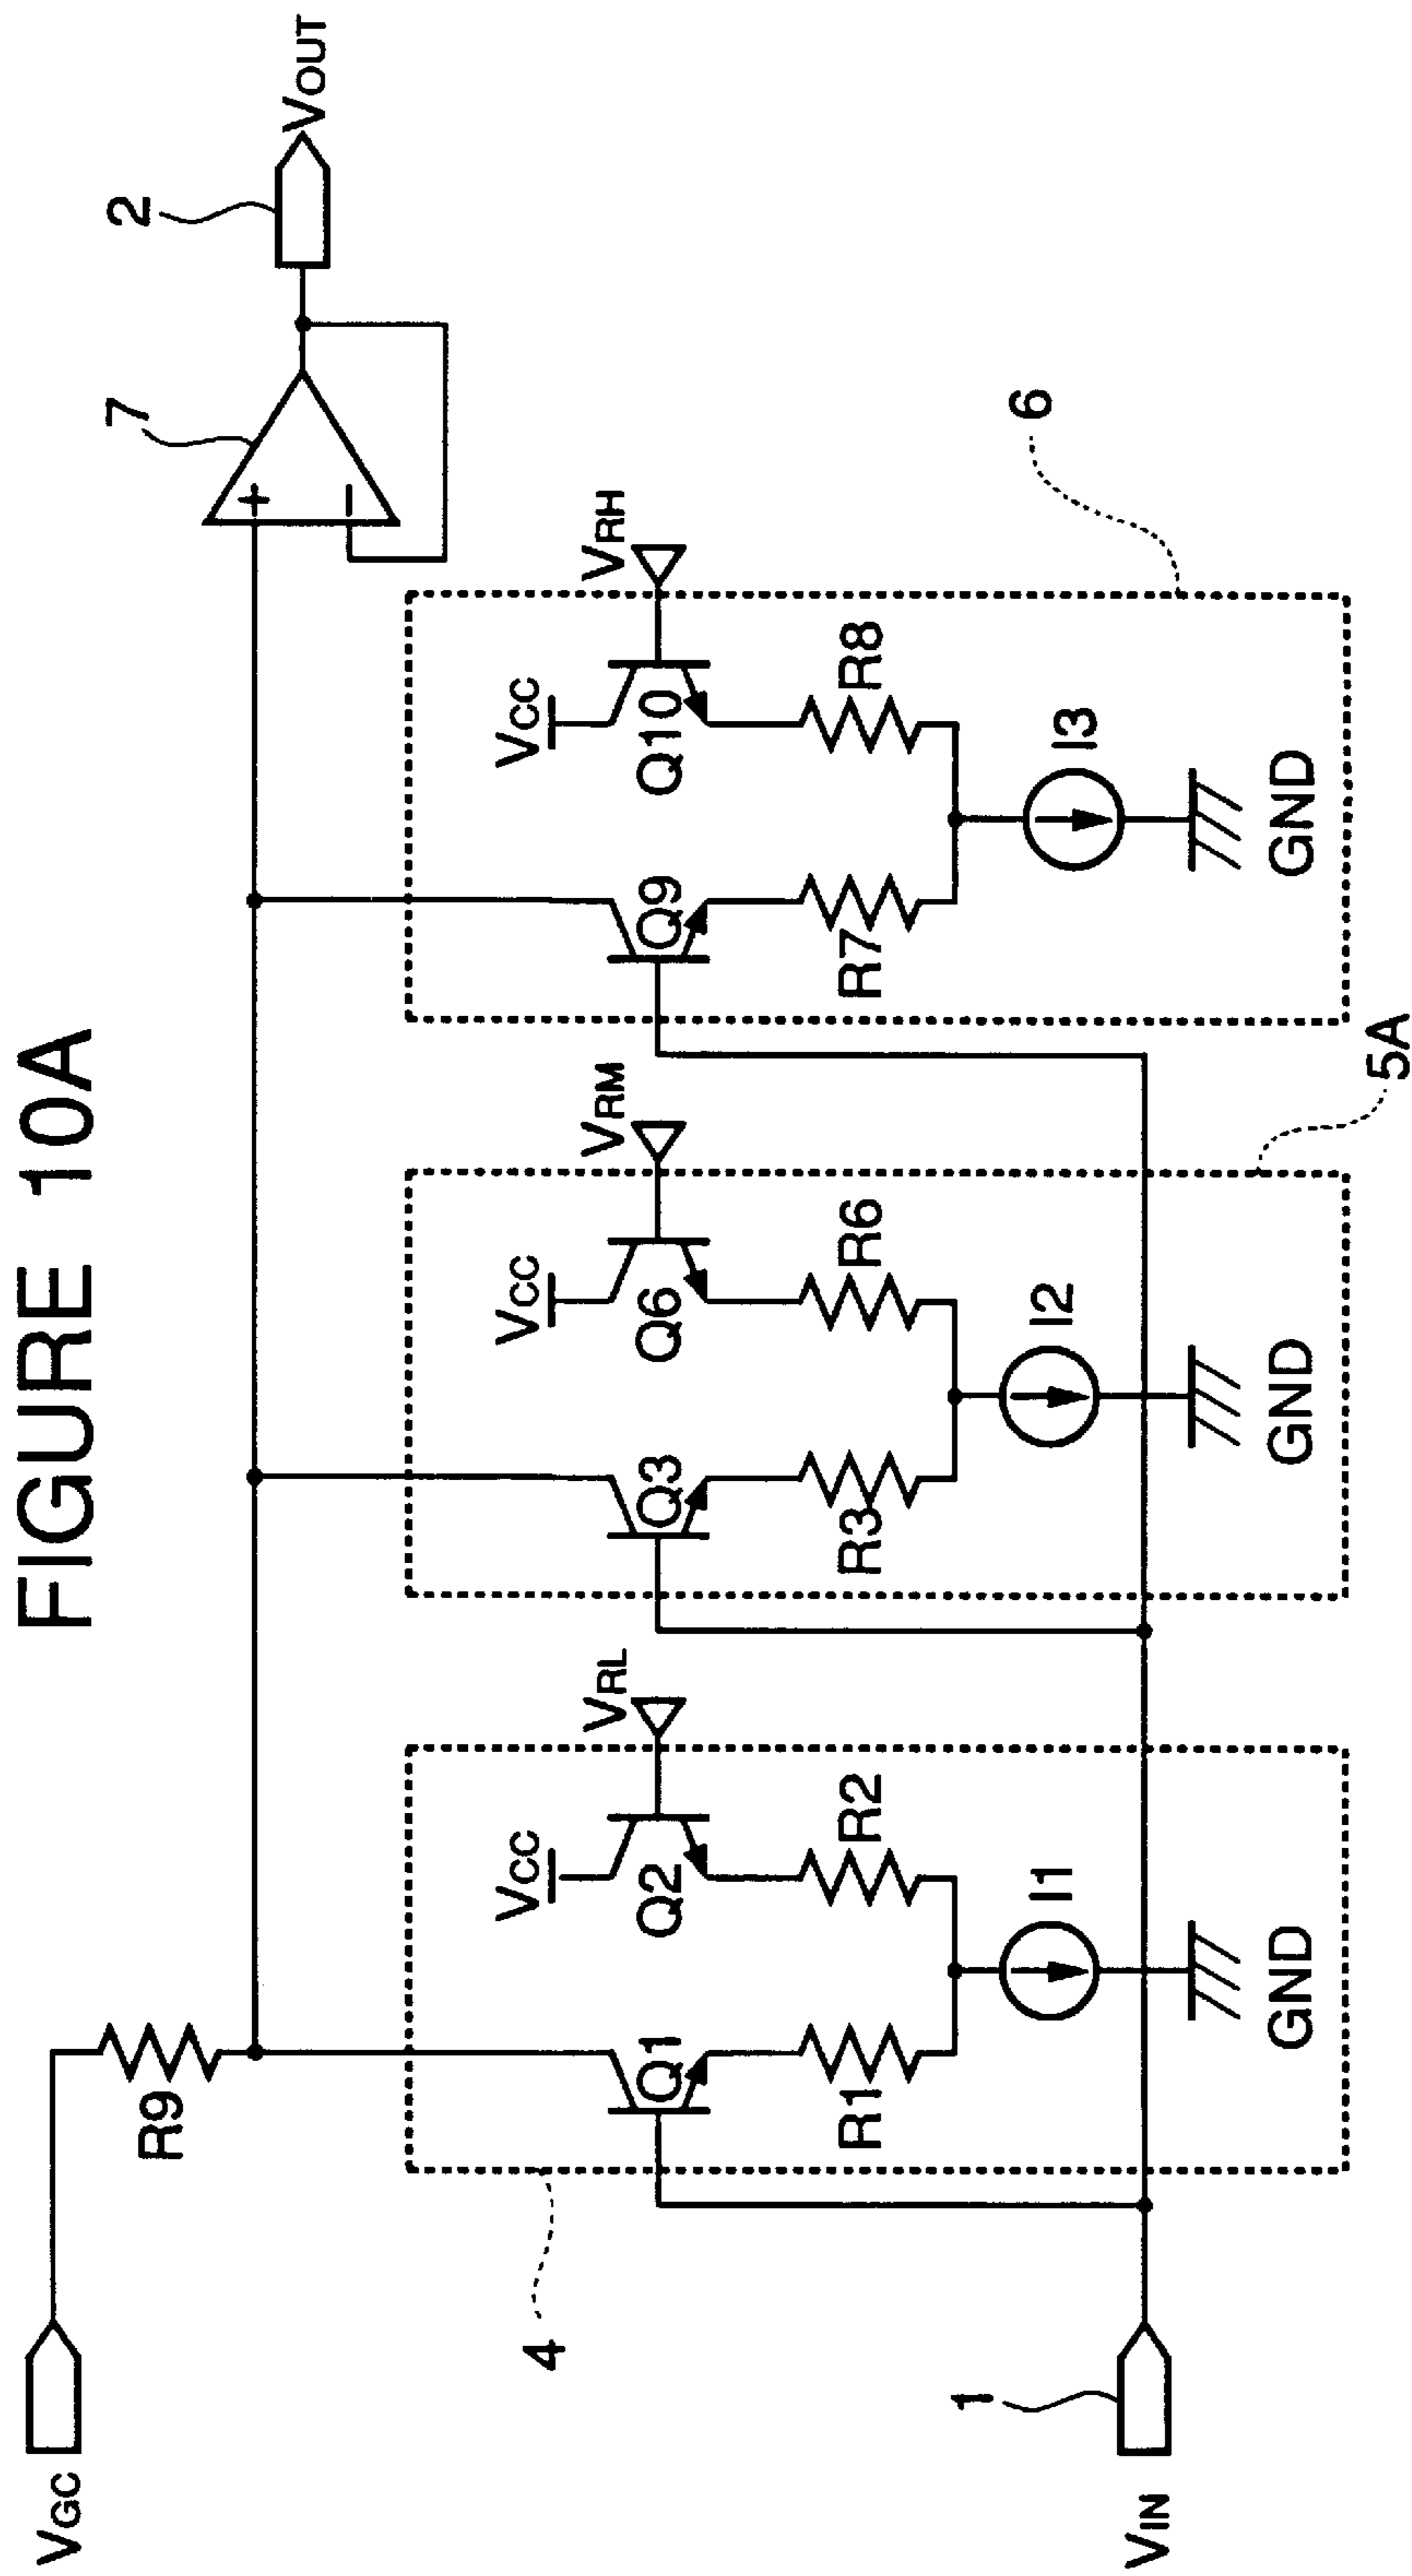 FIGURE 10A
VGC
R9
7
2
VOUT
+
−
VRL
VRM
VRH
VCC
VCC
VCC
Q1
Q2
Q3
Q6
Q9
Q10
R1
R2
R3
R6
R7
R8
4
I1
I2
I3
6
1
VIN
GND
GND
GND
5A